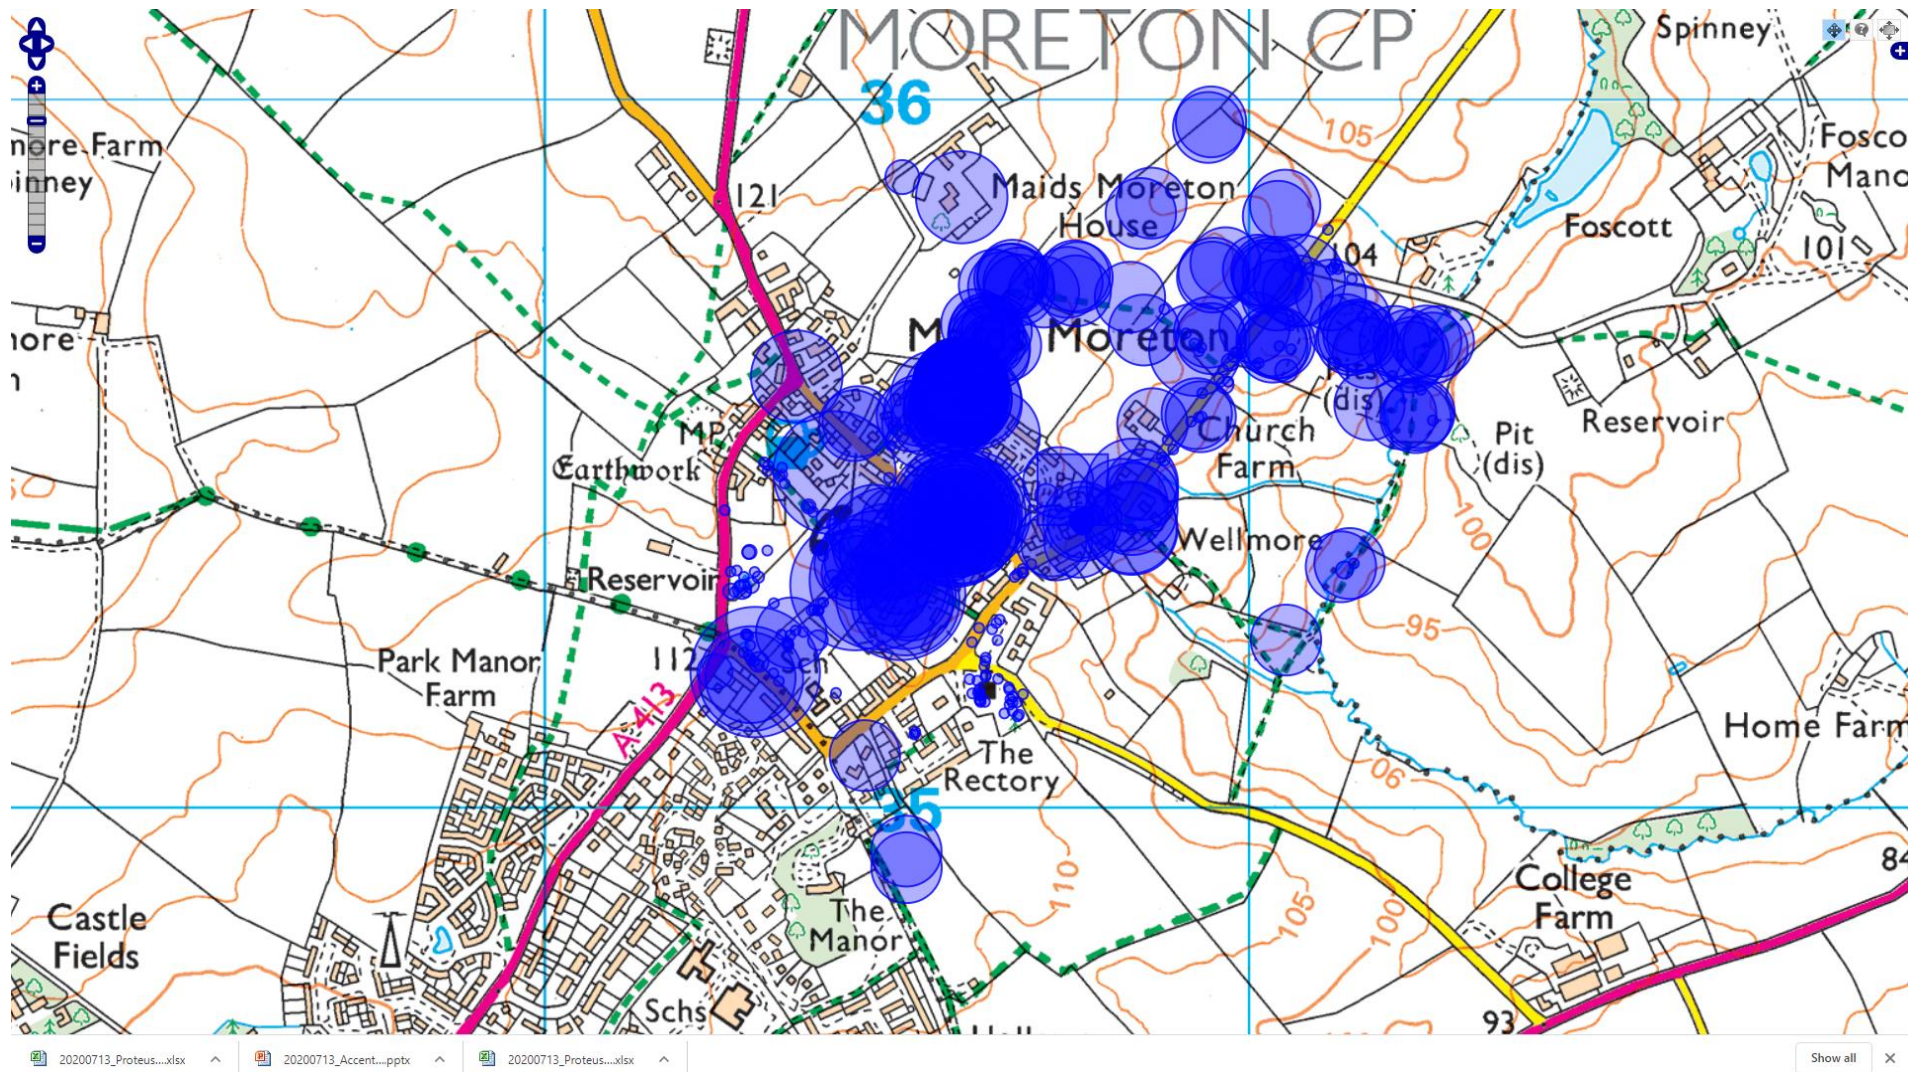 MORETON CP
Spinney
36
105
more Farm
inney
Fosco
Mano
121
Maids Moreton
House
Foscott
101
104
more
M Moreton
(dis)
Reservoir
MP
Church
Farm
Pit
(dis)
Earthwork
100
Wellmore
Reservoir
95
112
Sch
Park Manor
Farm
A 413
Home Farm
The
Rectory
90
35
84
110
College
Farm
105
100
Castle
Fields
The
Manor
Schs
93
20200713_Proteus....xlsx
20200713_Accent....pptx
20200713_Proteus....xlsx
Show all